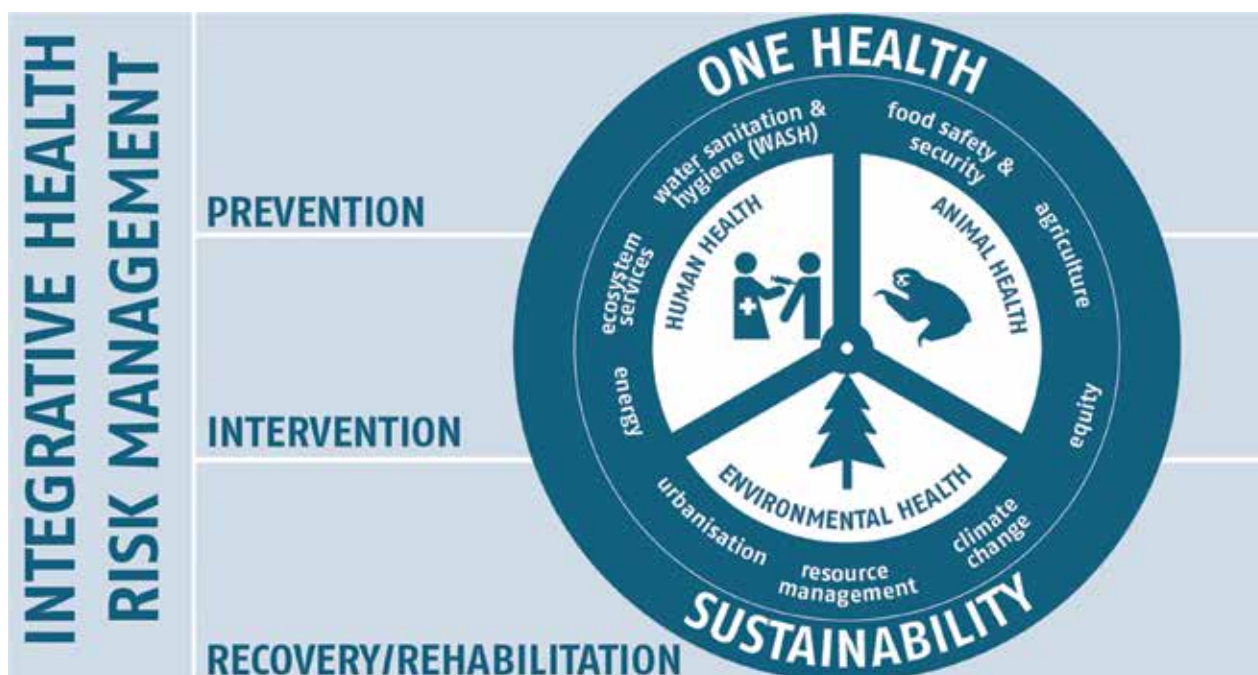 INTEGRATIVE HEALTH
RISK MANAGEMENT
PREVENTION
INTERVENTION
RECOVERY/REHABILITATION
ONE HEALTH
water sanitation &
hygiene (WASH)
food safety &
security
agriculture
equity
climate
change
resource
management
urbanisation
energy
ecosystem
services
HUMAN HEALTH
ANIMAL HEALTH
ENVIRONMENTAL HEALTH
SUSTAINABILITY